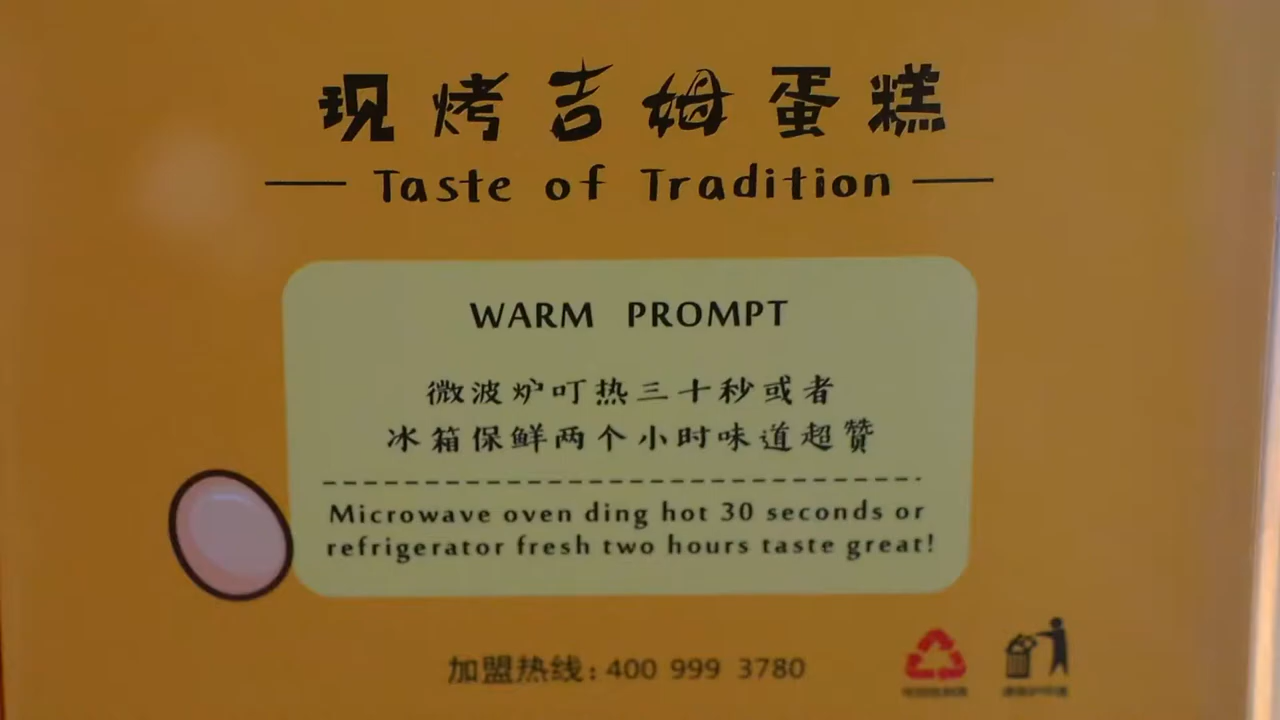 现烤吉姆蛋糕
Taste of Tradition
WARM PROMPT
微波炉叮热三十秒或者
冰箱保鲜两个小时味道超赞
Microwave oven ding hot 30 seconds or
refrigerator fresh two hours taste great!
加盟热线:400 999 3780